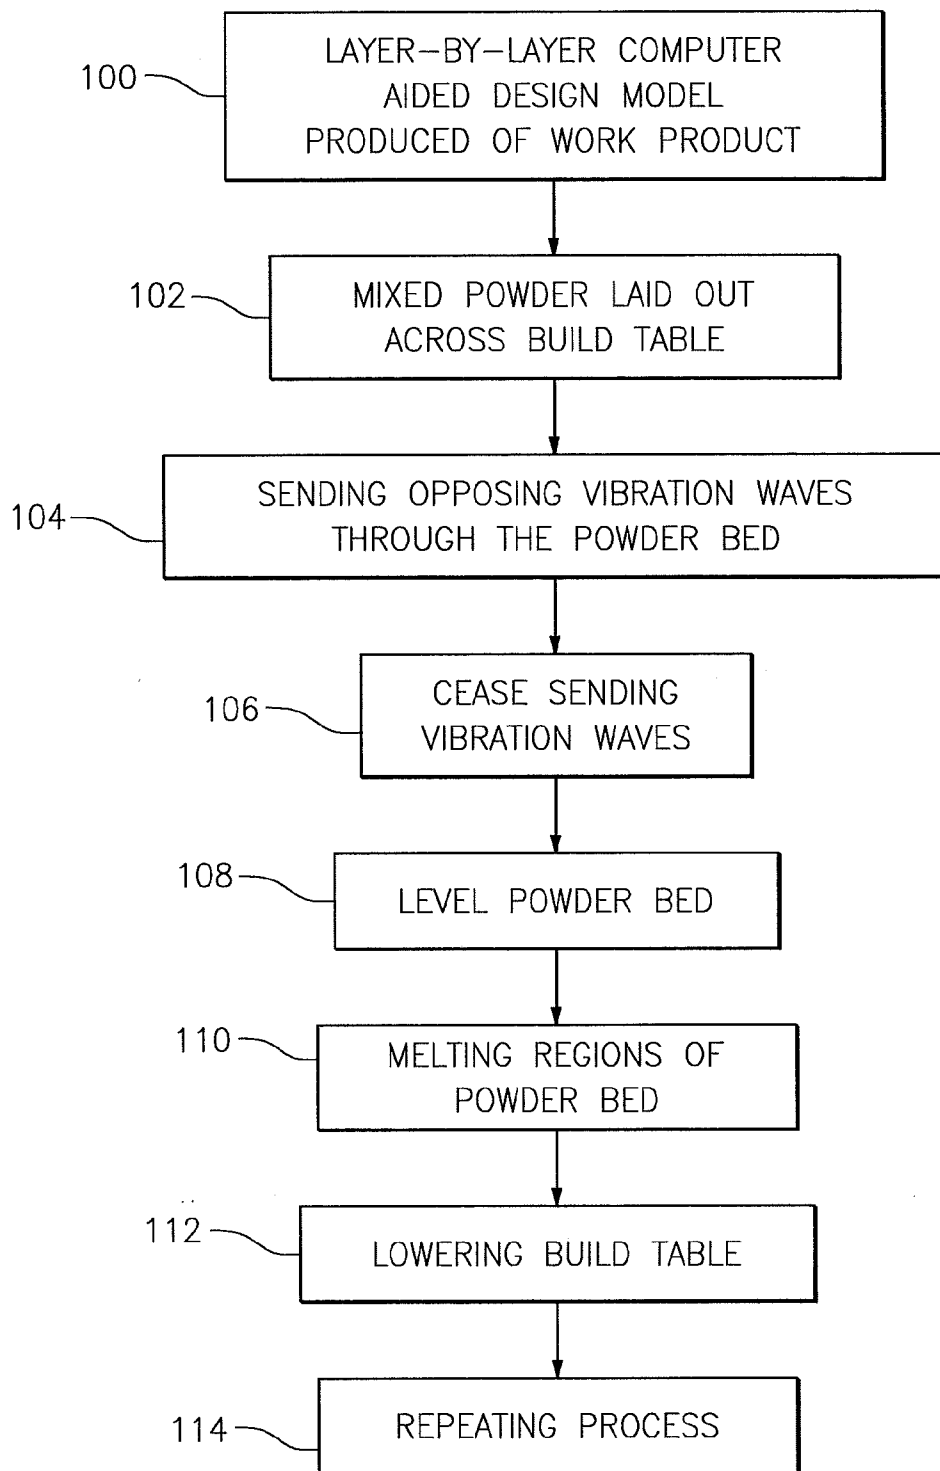 100
LAYER-BY-LAYER COMPUTER
AIDED DESIGN MODEL
PRODUCED OF WORK PRODUCT
102
MIXED POWDER LAID OUT
ACROSS BUILD TABLE
104
SENDING OPPOSING VIBRATION WAVES
THROUGH THE POWDER BED
106
CEASE SENDING
VIBRATION WAVES
108
LEVEL POWDER BED
110
MELTING REGIONS OF
POWDER BED
112
LOWERING BUILD TABLE
114
REPEATING PROCESS